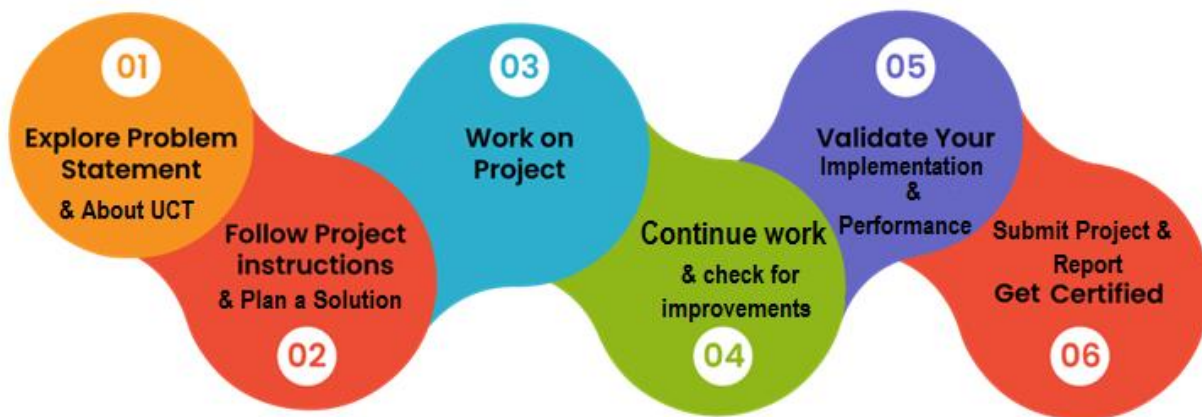 01
Explore Problem
Statement
& About UCT
Follow Project
instructions
& Plan a Solution
02
03
Work on
Project
Continue work
& check for
improvements
04
05
Validate Your
Implementation
&
Performance
Submit Project &
Report
Get Certified
06